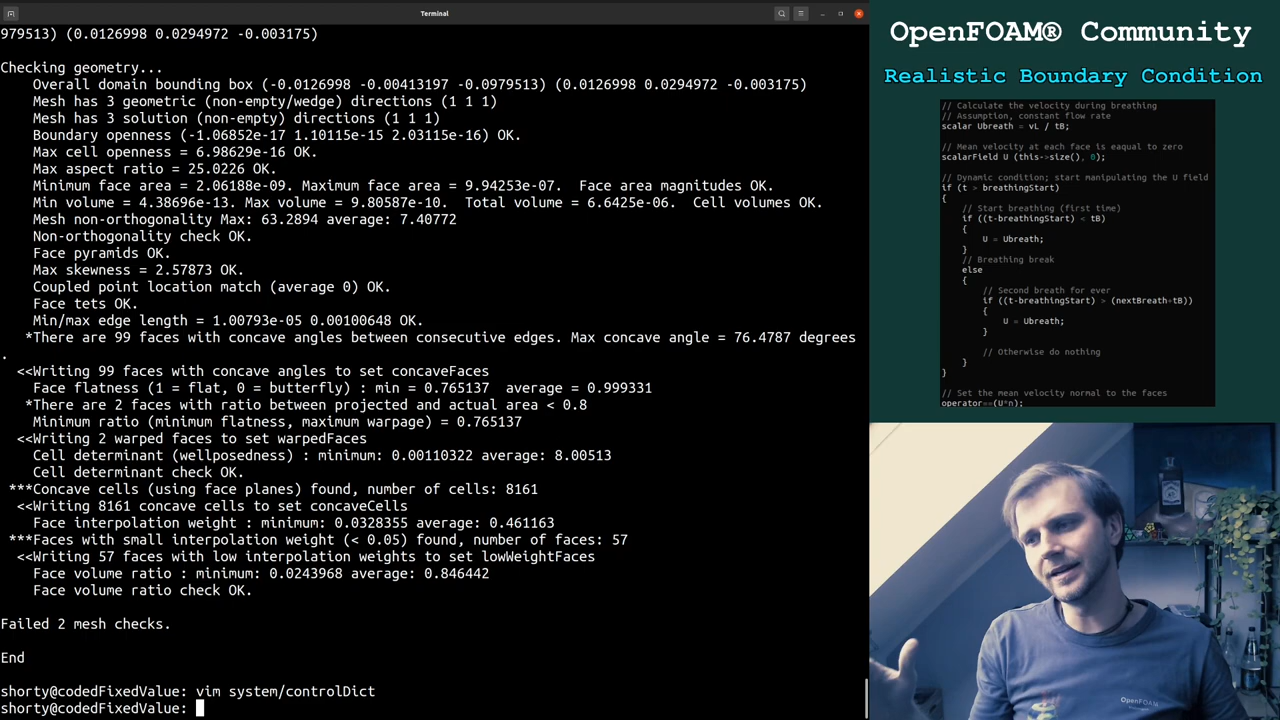 Terminal
979513) (0.0126998 0.0294972 -0.003175)
Checking geometry...
Overall domain bounding box (-0.0126998 -0.00413197 -0.0979513) (0.0126998 0.0294972 -0.003175)
Mesh has 3 geometric (non-empty/wedge) directions (1 1 1)
Mesh has 3 solution (non-empty) directions (1 1 1)
Boundary openness (-1.06852e-17 1.10115e-15 2.03115e-16) OK.
Max cell openness = 6.98629e-16 OK.
Max aspect ratio = 25.0226 OK.
Minimum face area = 2.06188e-09. Maximum face area = 9.94253e-07.  Face area magnitudes OK.
Min volume = 4.38696e-13. Max volume = 9.80587e-10.  Total volume = 6.6425e-06.  Cell volumes OK.
Mesh non-orthogonality Max: 63.2894 average: 7.40772
Non-orthogonality check OK.
Face pyramids OK.
Max skewness = 2.57873 OK.
Coupled point location match (average 0) OK.
Face tets OK.
Min/max edge length = 1.00793e-05 0.00100648 OK.
*There are 99 faces with concave angles between consecutive edges. Max concave angle = 76.4787 degrees
.
<<Writing 99 faces with concave angles to set concaveFaces
Face flatness (1 = flat, 0 = butterfly) : min = 0.765137  average = 0.999331
*There are 2 faces with ratio between projected and actual area < 0.8
Minimum ratio (minimum flatness, maximum warpage) = 0.765137
<<Writing 2 warped faces to set warpedFaces
Cell determinant (wellposedness) : minimum: 0.00110322 average: 8.00513
Cell determinant check OK.
***Concave cells (using face planes) found, number of cells: 8161
<<Writing 8161 concave cells to set concaveCells
Face interpolation weight : minimum: 0.0328355 average: 0.461163
***Faces with small interpolation weight (< 0.05) found, number of faces: 57
<<Writing 57 faces with low interpolation weights to set lowWeightFaces
Face volume ratio : minimum: 0.0243968 average: 0.846442
Face volume ratio check OK.
Failed 2 mesh checks.
End
shorty@codedFixedValue: vim system/controlDict
shorty@codedFixedValue:
OpenFOAM® Community
Realistic Boundary Condition
// Calculate the velocity during breathing
// Assumption, constant flow rate
scalar Ubreath = vL / tB;
// Mean velocity at each face is eaqual to zero
scalarField U (this->size(), 0);
// Dynamic condition; start manipulating the U field
if (t > breathingStart)
{
// Start breathing (first time)
if ((t-breathingStart) < tB)
{
U = Ubreath;
}
// Breathing break
else
{
// Second breath for ever
if ((t-breathingStart) > (nextBreath+tB))
{
U = Ubreath;
}
// Otherwise do nothing
}
}
// Set the mean velocity normal to the faces
operator==(U*n);
OpenFOAM